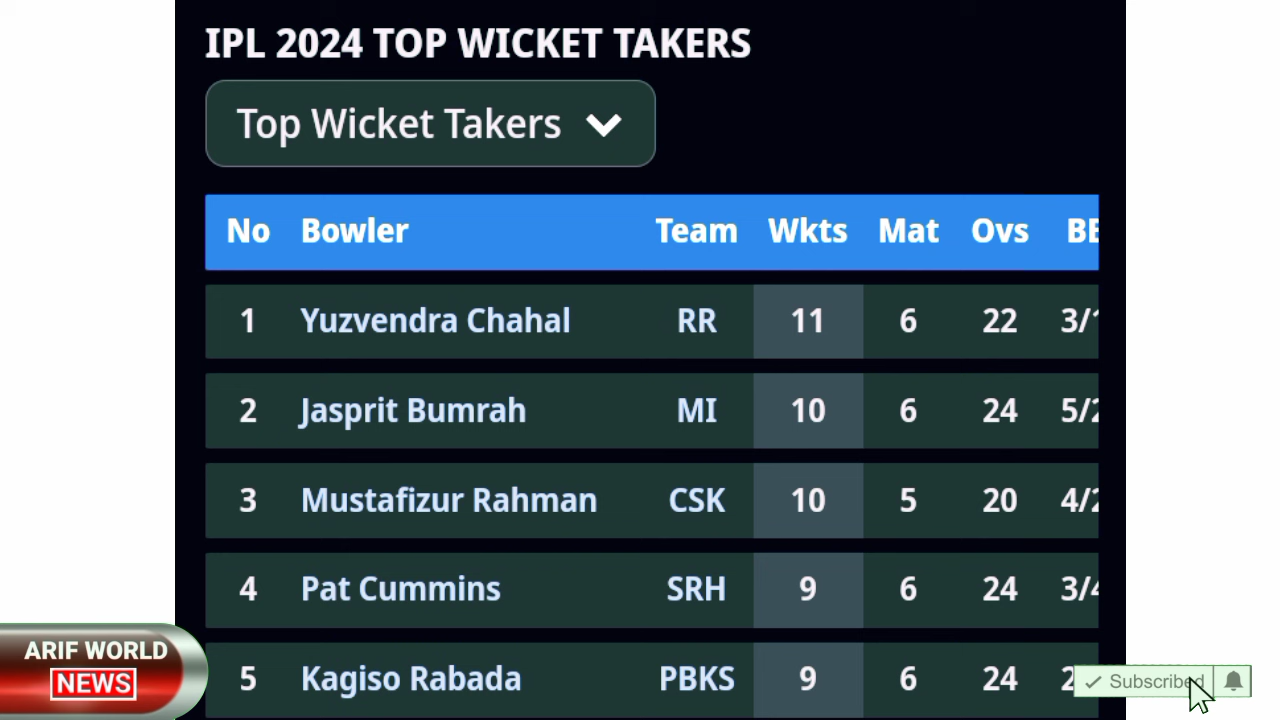 IPL 2024 TOP WICKET TAKERS
Top Wicket Takers
No Bowler Team Wkts Mat Ovs
1 Yuzvendra Chahal RR 11 6 22
2 Jasprit Bumrah MI 10 6 24
3 Mustafizur Rahman CSK 10 5 20
4 Pat Cummins SRH 9 6 24
5 Kagiso Rabada PBKS 9 6 24
ARIF WORLD
NEWS
Subscribed